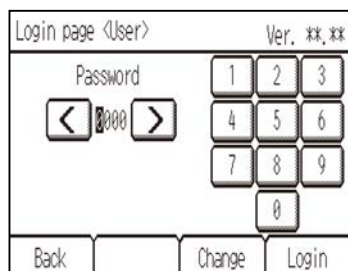 Login page <User> Ver. **.**
Password
< 0000 >
1 2 3
4 5 6
7 8 9
0
Back Change Login